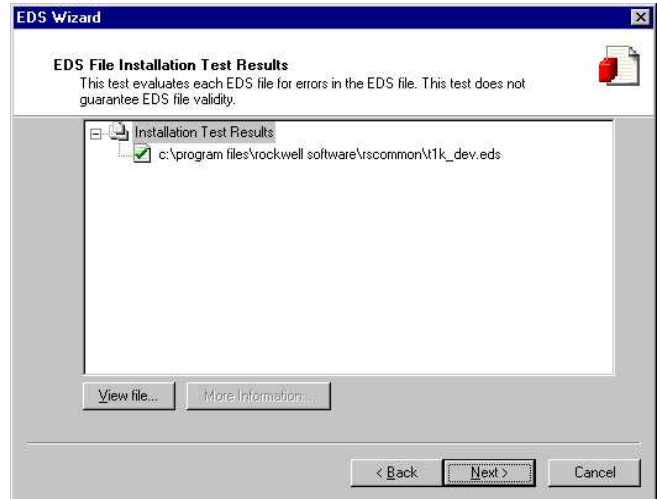 EDS Wizard
EDS File Installation Test Results
This test evaluates each EDS file for errors in the EDS file. This test does not
guarantee EDS file validity.
Installation Test Results
c:\program files\rockwell software\rscommon\t1k_dev.eds
View file...
More Information...
< Back
Next >
Cancel